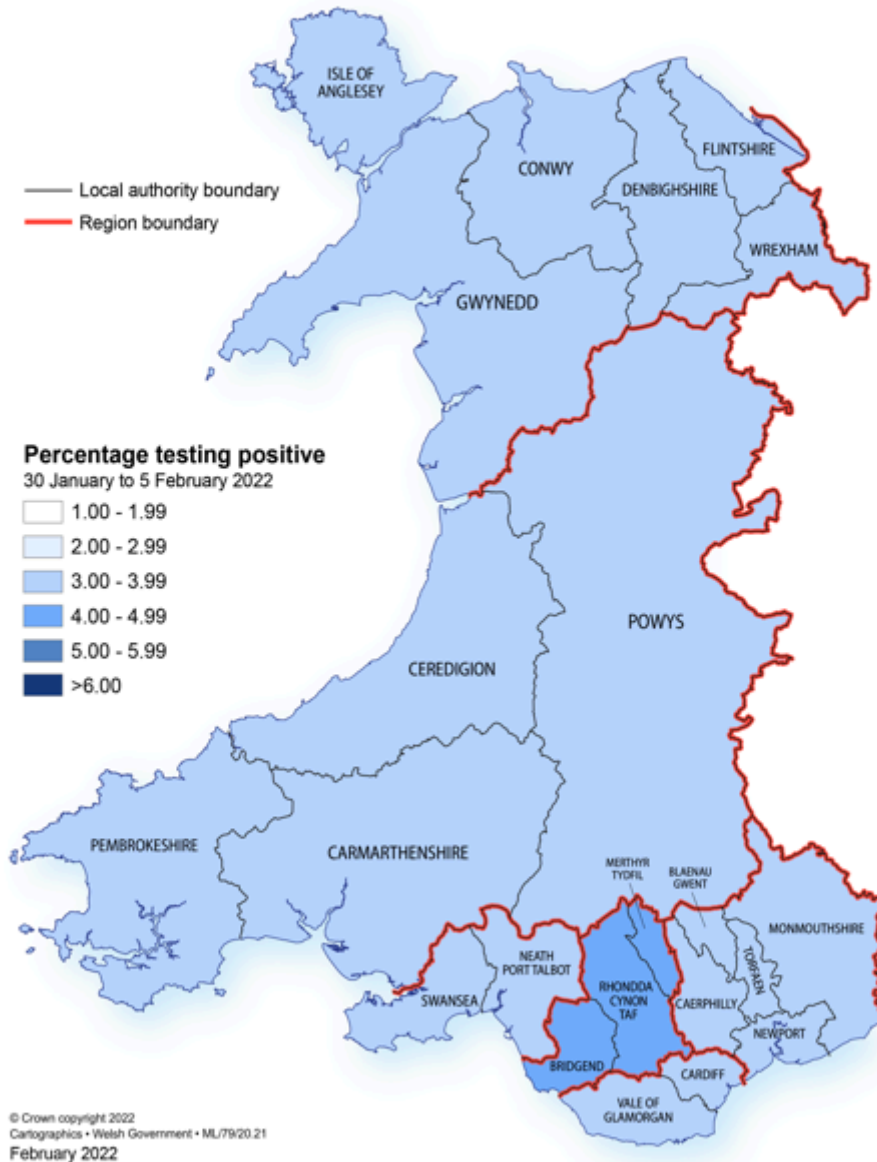 ISLE OF
ANGLESEY
FLINTSHIRE
CONWY
DENBIGHSHIRE
Local authority boundary
Region boundary
WREXHAM
GWYNEDD
Percentage testing positive
30 January to 5 February 2022
1.00 - 1.99
2.00 - 2.99
3.00 - 3.99
4.00 - 4.99
5.00 - 5.99
>6.00
POWYS
CEREDIGION
PEMBROKESHIRE
CARMARTHENSHIRE
MERTHYR
TYDFIL
BLAENAU
GWENT
MONMOUTHSHIRE
NEATH
PORT TALBOT
TORFAEN
SWANSEA
RHONDDA
CYNON
TAF
CAERPHILLY
NEWPORT
BRIDGEND
CARDIFF
VALE OF
GLAMORGAN
© Crown copyright 2022
Cartographics • Welsh Government • ML/79/20.21
February 2022